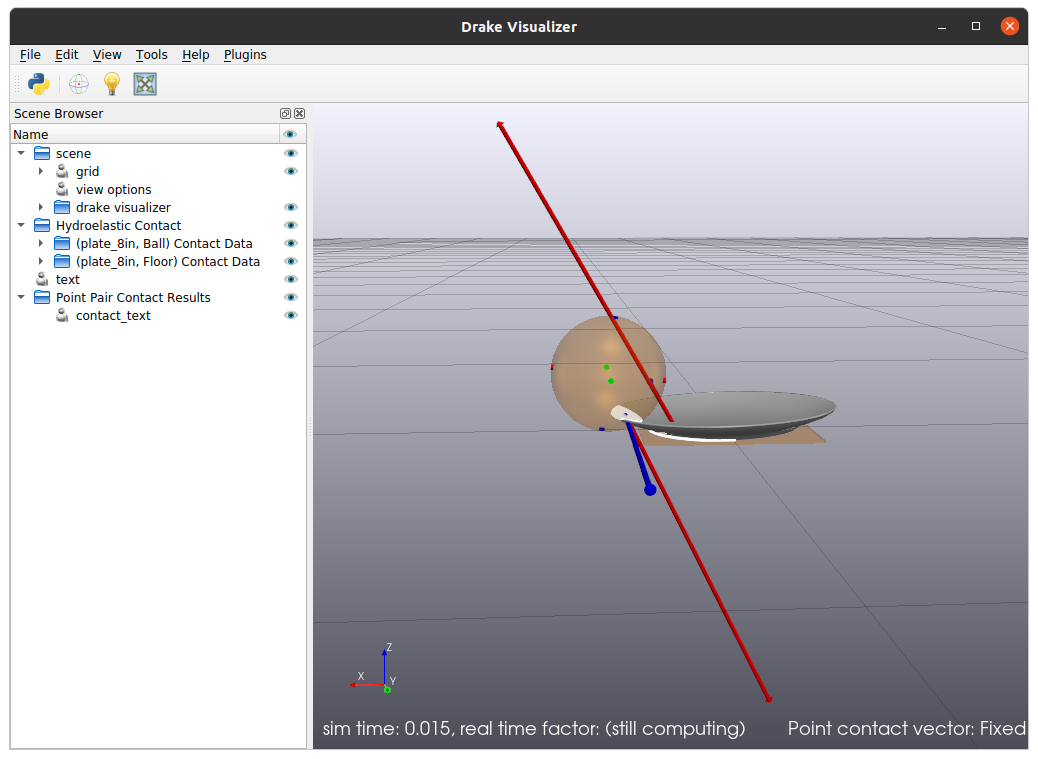 Drake Visualizer
File Edit View Tools Help Plugins
Scene Browser
Name
scene
grid
view options
drake visualizer
Hydroelastic Contact
(plate_8in, Ball) Contact Data
(plate_8in, Floor) Contact Data
text
Point Pair Contact Results
contact_text
Z
X
Y
sim time: 0.015, real time factor: (still computing) Point contact vector: Fixed